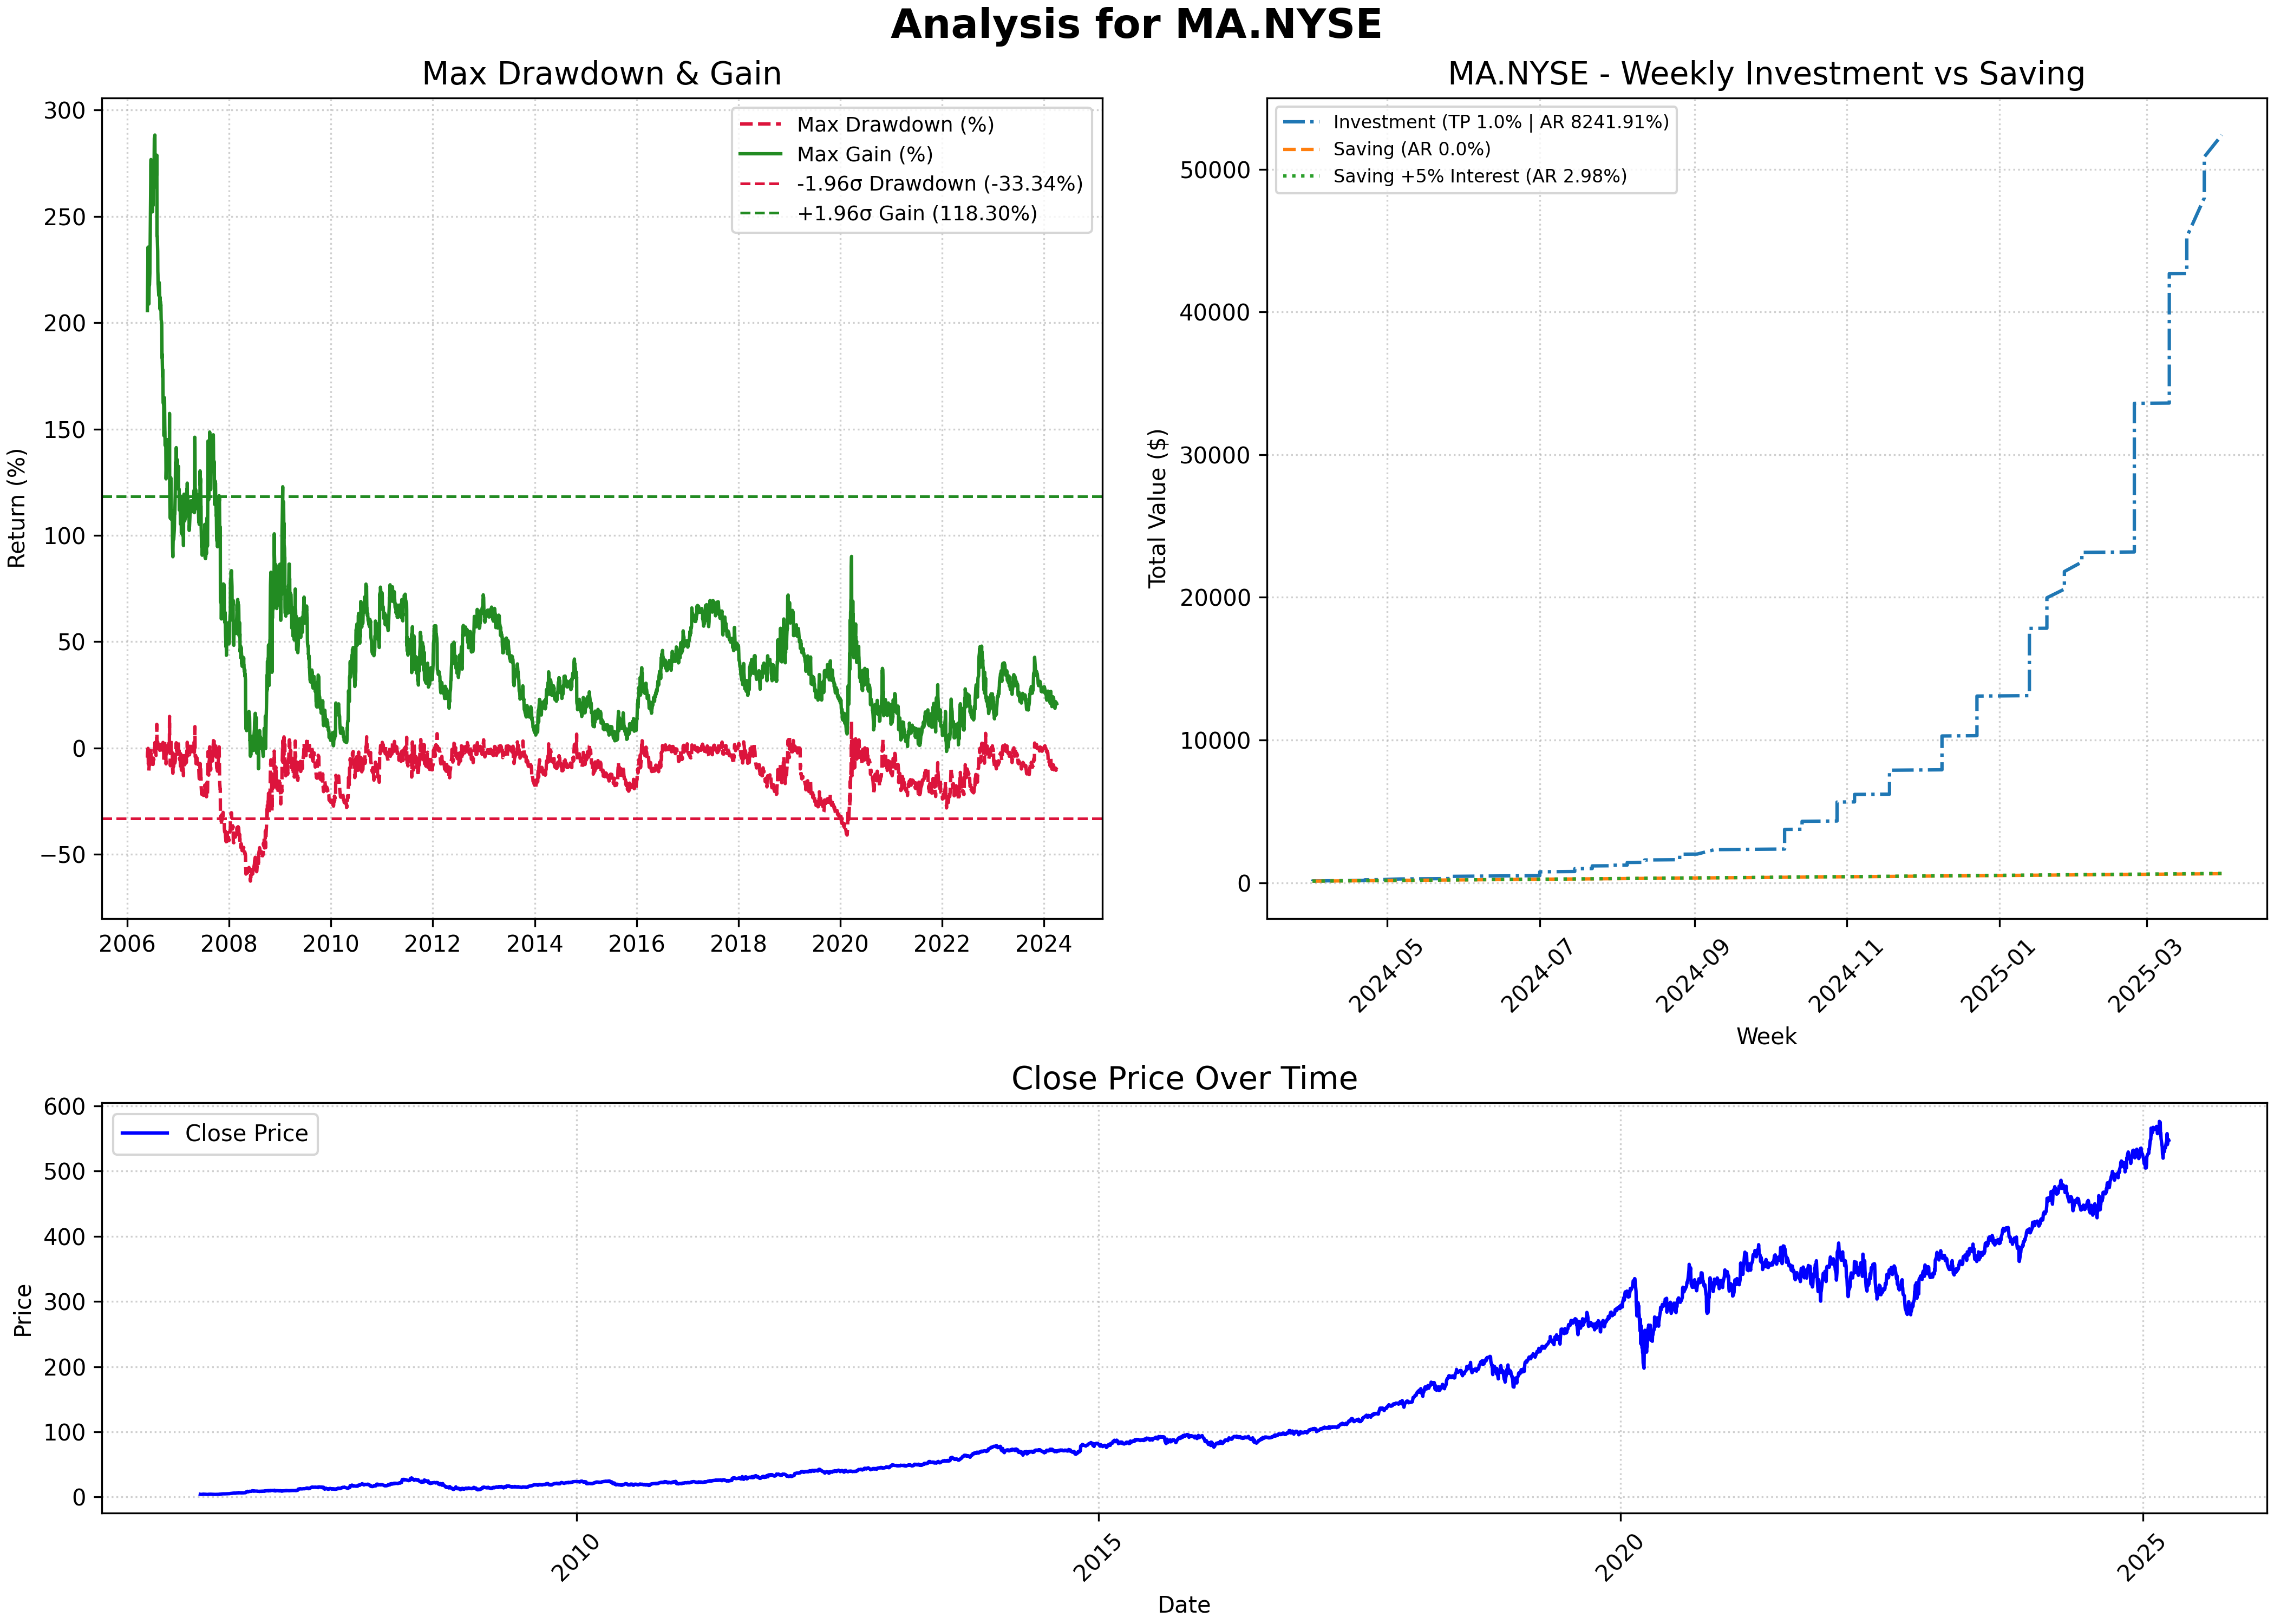 Analysis for MA.NYSE
Max Drawdown & Gain
Return (%)
300
250
200
150
100
50
0
−50
Max Drawdown (%)
Max Gain (%)
-1.96σ Drawdown (-33.34%)
+1.96σ Gain (118.30%)
2006 2008 2010 2012 2014 2016 2018 2020 2022 2024
MA.NYSE - Weekly Investment vs Saving
Total Value ($)
50000
40000
30000
20000
10000
0
Investment (TP 1.0% | AR 8241.91%)
Saving (AR 0.0%)
Saving +5% Interest (AR 2.98%)
2024-05 2024-07 2024-09 2024-11 2025-01 2025-03
Week
Close Price Over Time
Price
600
500
400
300
200
100
0
Close Price
2010 2015 2020 2025
Date